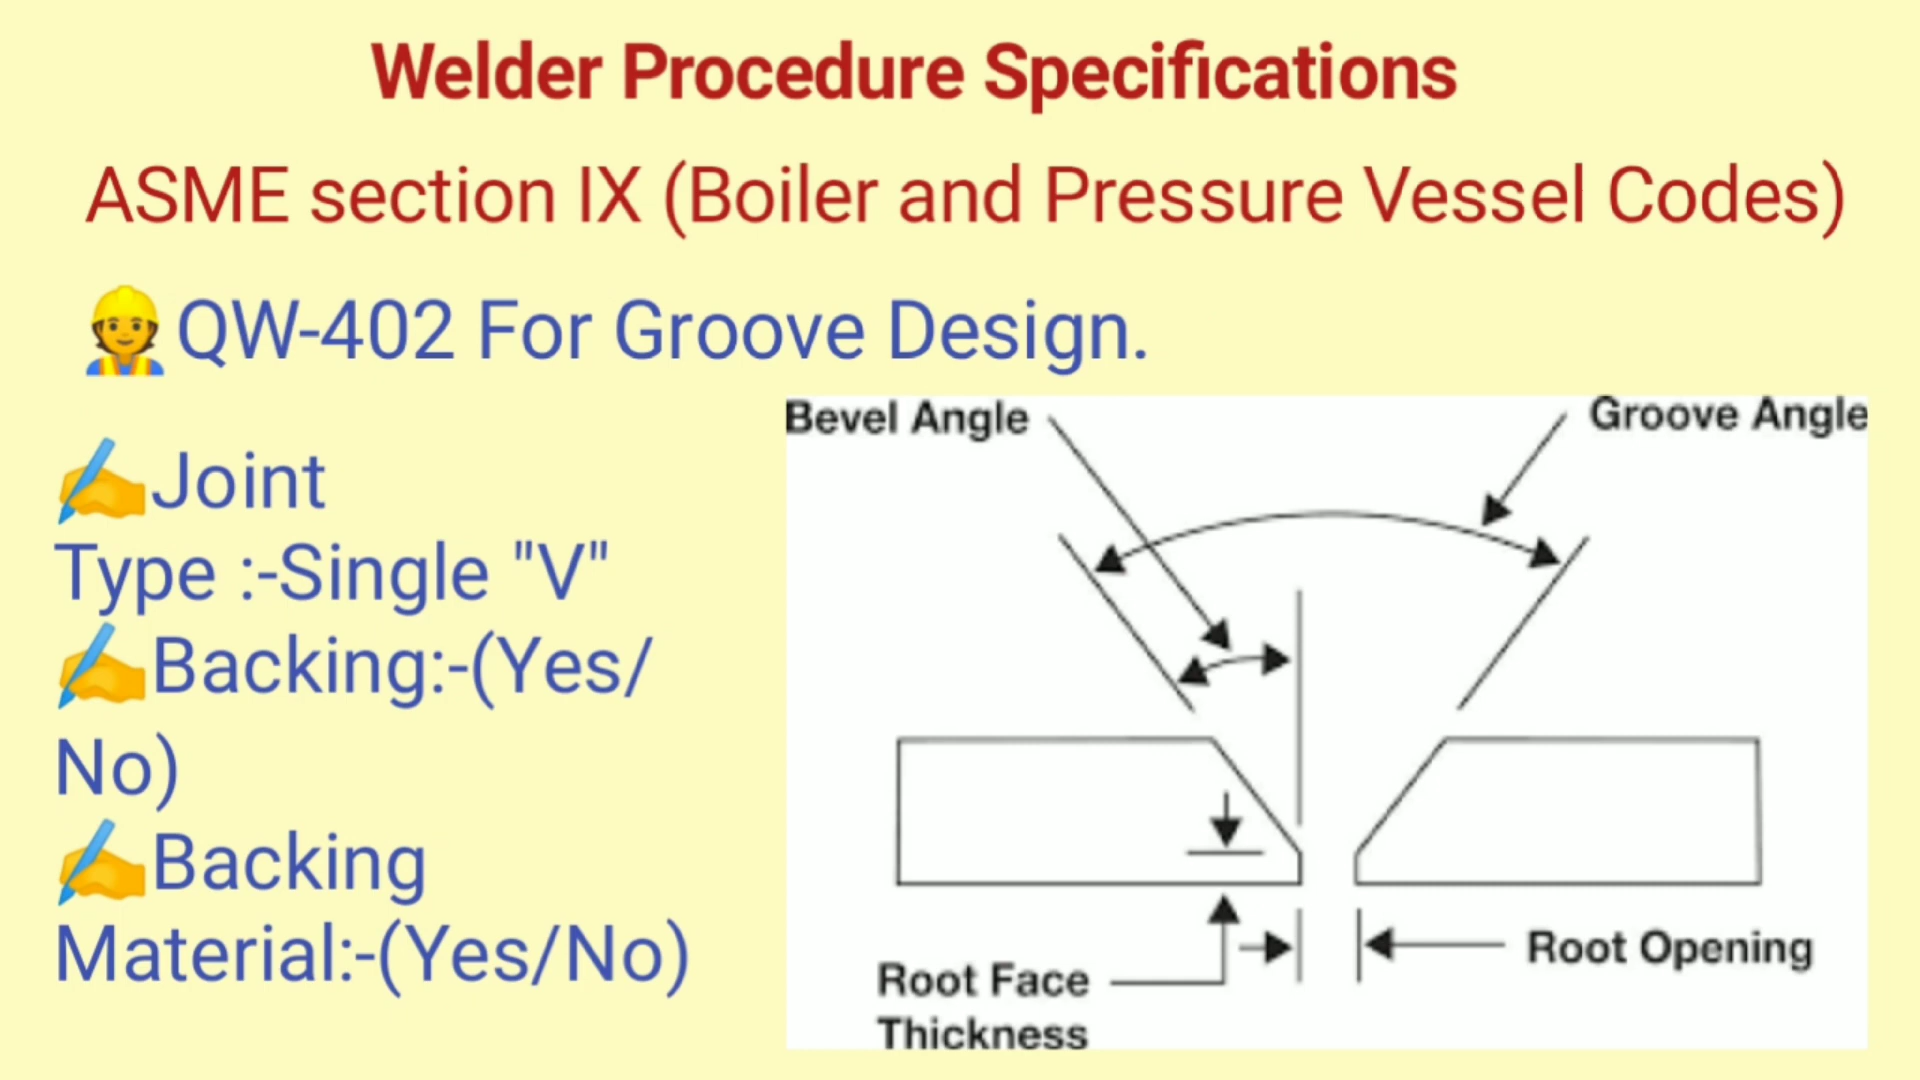 Welder Procedure Specifications
ASME section IX (Boiler and Pressure Vessel Codes)
👷QW-402 For Groove Design.
✍Joint
Type :-Single "V"
✍Backing:-(Yes/
No)
✍Backing
Material:-(Yes/No)
Bevel Angle
Groove Angle
Root Opening
Root Face
Thickness